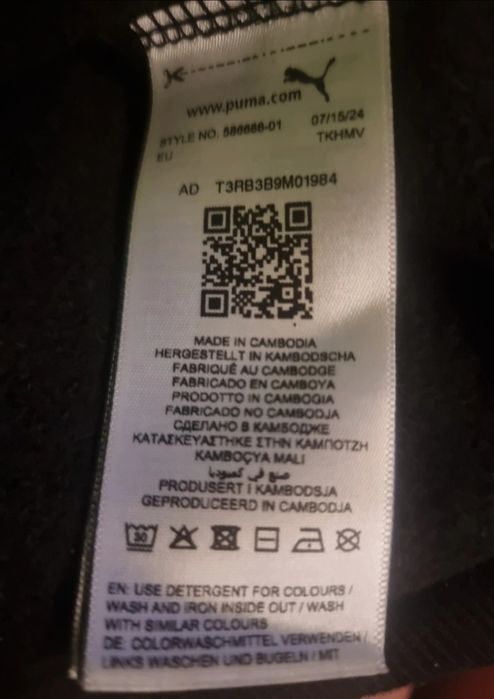 www.puma.com
STYLE NO. 586666-01 07/15/24
EU TKHMV
AD T3RB3B9M01984
MADE IN CAMBODIA
HERGESTELLT IN KAMBODSCHA
FABRIQUÉ AU CAMBODGE
FABRICADO EN CAMBOYA
PRODOTTO IN CAMBOGIA
FABRICADO NO CAMBODJA
СДЕЛАНО В КАМБОДЖЕ
ΚΑΤΑΣΚΕΥΑΣΤΗΚΕ ΣΤΗΝ ΚΑΜΠΟΤΖΗ
KAMBOÇYA MALI
صنع في كمبوديا
PRODUSERT I KAMBODSJA
GEPRODUCEERD IN CAMBODJA
30
EN: USE DETERGENT FOR COLOURS /
WASH AND IRON INSIDE OUT / WASH
WITH SIMILAR COLOURS
DE: COLORWASCHMITTEL VERWENDEN /
LINKS WASCHEN UND BÜGELN / MIT